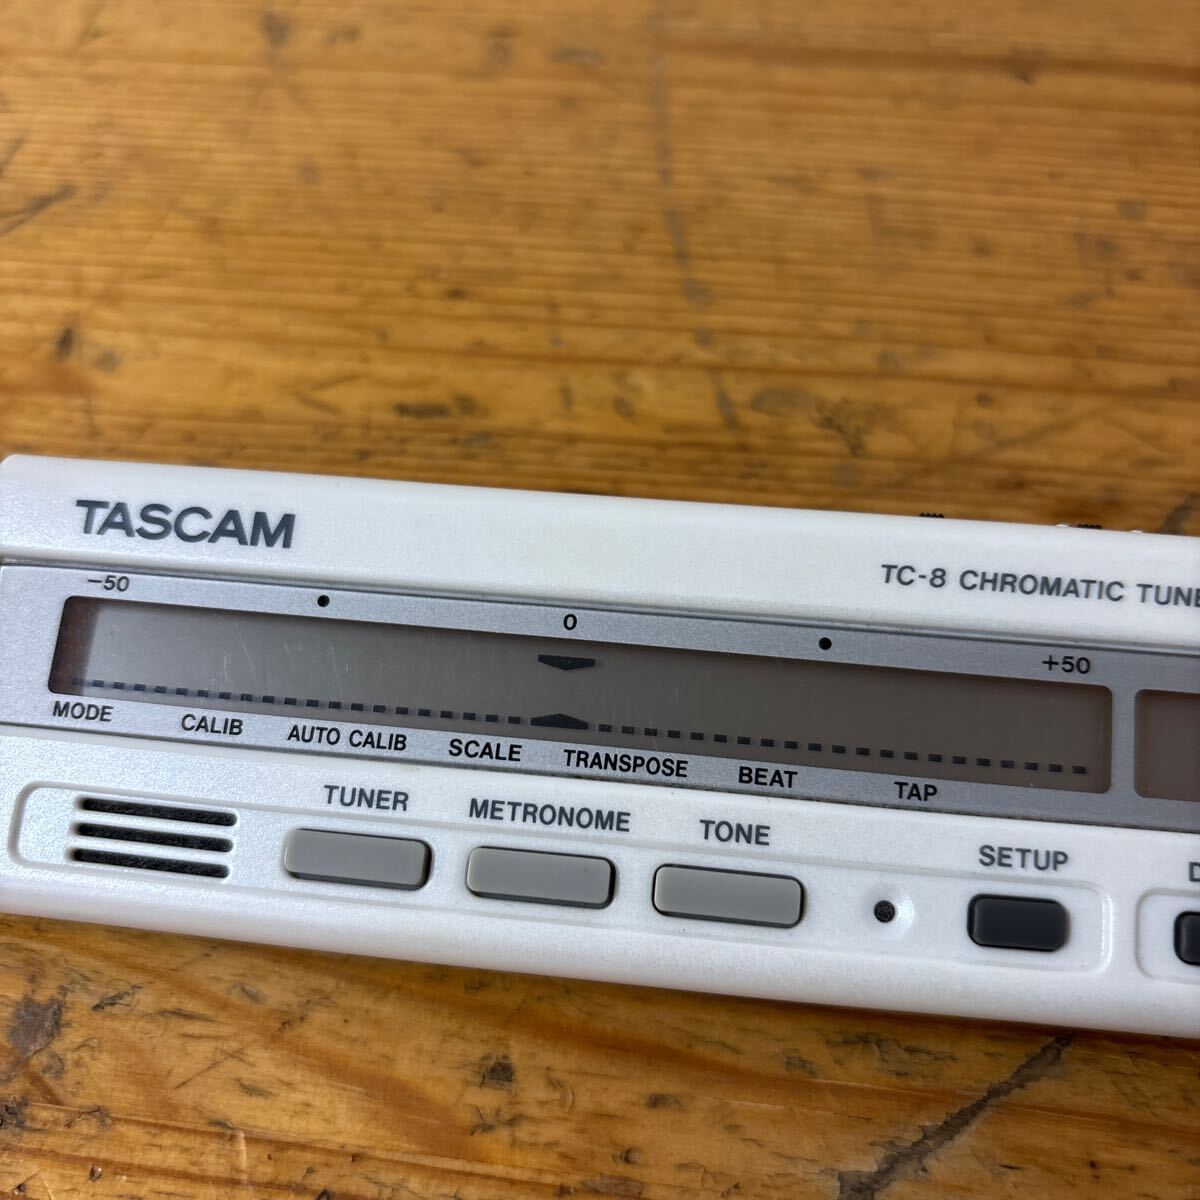 TASCAM
TC-8 CHROMATIC
-50 0 +50
MODE CALIB AUTO CALIB SCALE TRANSPOSE BEAT TAP
TUNER METRONOME TONE SETUP